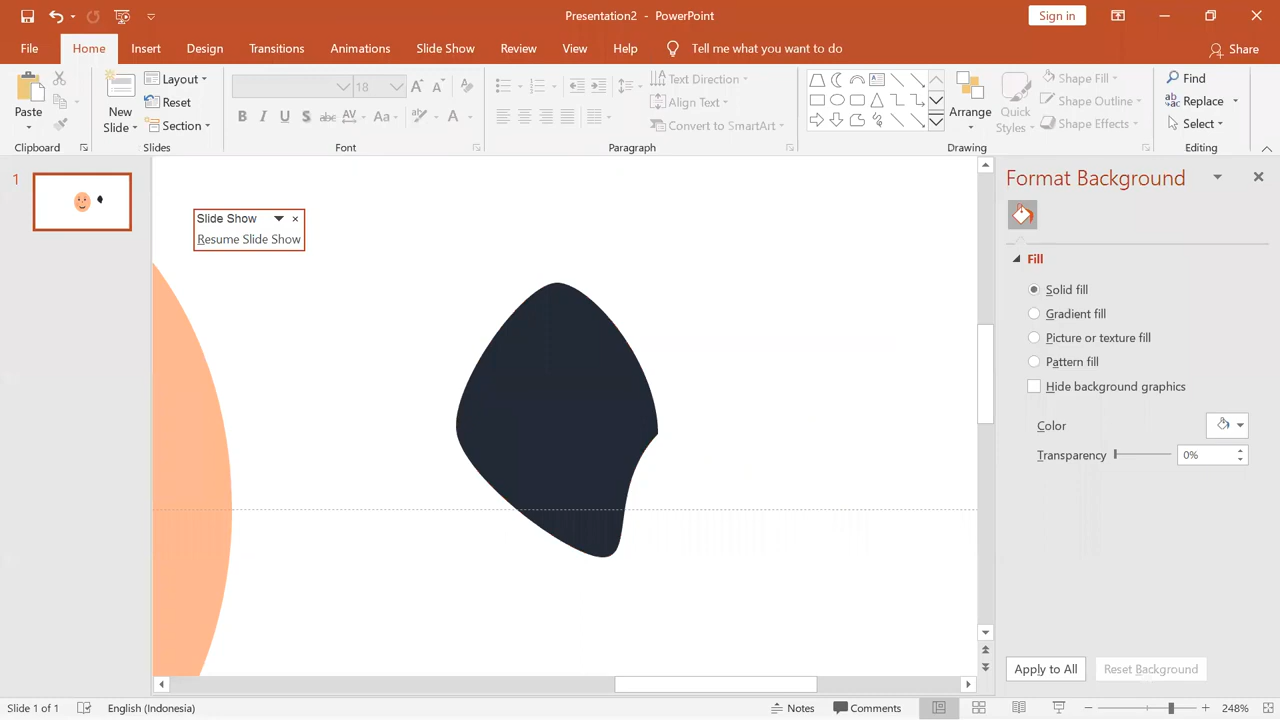 Presentation2 - PowerPoint
Sign in
File Home Insert Design Transitions Animations Slide Show Review View Help Tell me what you want to do Share
Paste
Clipboard
New Slide
Layout
Reset
Section
Slides
18
B I U S abc AV Aa A A A A
Font
Text Direction
Align Text
Convert to SmartArt
Paragraph
Arrange
Quick Styles
Shape Fill
Shape Outline
Shape Effects
Drawing
Find
Replace
Select
Editing
1
Slide Show
Resume Slide Show
Format Background
Fill
Solid fill
Gradient fill
Picture or texture fill
Pattern fill
Hide background graphics
Color
Transparency 0%
Apply to All Reset Background
Slide 1 of 1 English (Indonesia) Notes Comments 248%